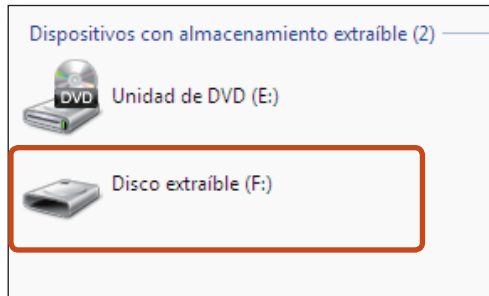 Dispositivos con almacenamiento extraíble (2)
DVD
Unidad de DVD (E:)
Disco extraíble (F:)